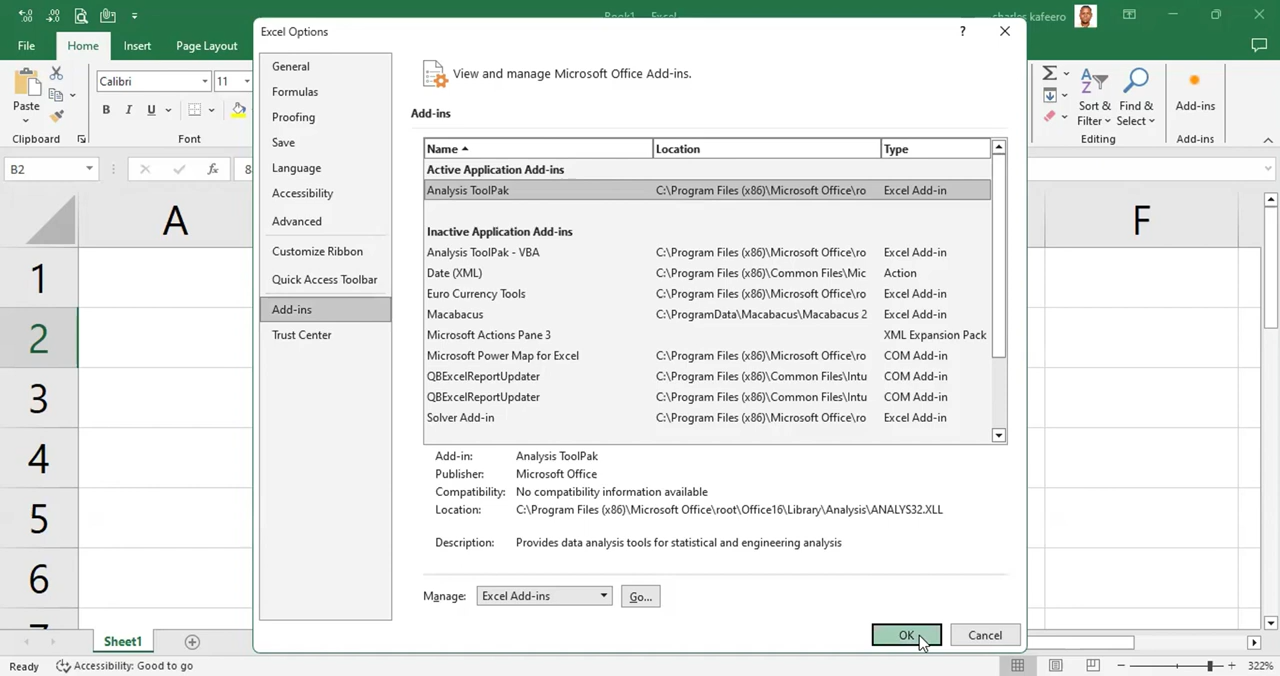 Book1 - Excel
charles kafeero
File
Home
Insert
Page Layout
Paste
Calibri
11
B I U
Clipboard
Font
Σ
Sort &
Filter
Find &
Select
Add-ins
Editing
Add-ins
B2
fx
8
A
F
1
2
3
4
5
6
Excel Options
?
General
Formulas
Proofing
Save
Language
Accessibility
Advanced
Customize Ribbon
Quick Access Toolbar
Add-ins
Trust Center
View and manage Microsoft Office Add-ins.
Add-ins
Name Location Type
Active Application Add-ins
Analysis ToolPak C:\Program Files (x86)\Microsoft Office\ro Excel Add-in
Inactive Application Add-ins
Analysis ToolPak - VBA C:\Program Files (x86)\Microsoft Office\ro Excel Add-in
Date (XML) C:\Program Files (x86)\Common Files\Mic Action
Euro Currency Tools C:\Program Files (x86)\Microsoft Office\ro Excel Add-in
Macabacus C:\ProgramData\Macabacus\Macabacus 2 Excel Add-in
Microsoft Actions Pane 3 XML Expansion Pack
Microsoft Power Map for Excel C:\Program Files (x86)\Microsoft Office\ro COM Add-in
QBExcelReportUpdater C:\Program Files (x86)\Common Files\Intu COM Add-in
QBExcelReportUpdater C:\Program Files (x86)\Common Files\Intu COM Add-in
Solver Add-in C:\Program Files (x86)\Microsoft Office\ro Excel Add-in
Add-in: Analysis ToolPak
Publisher: Microsoft Office
Compatibility: No compatibility information available
Location: C:\Program Files (x86)\Microsoft Office\root\Office16\Library\Analysis\ANALYS32.XLL
Description: Provides data analysis tools for statistical and engineering analysis
Manage: Excel Add-ins Go...
OK Cancel
Sheet1
Ready Accessibility: Good to go
322%